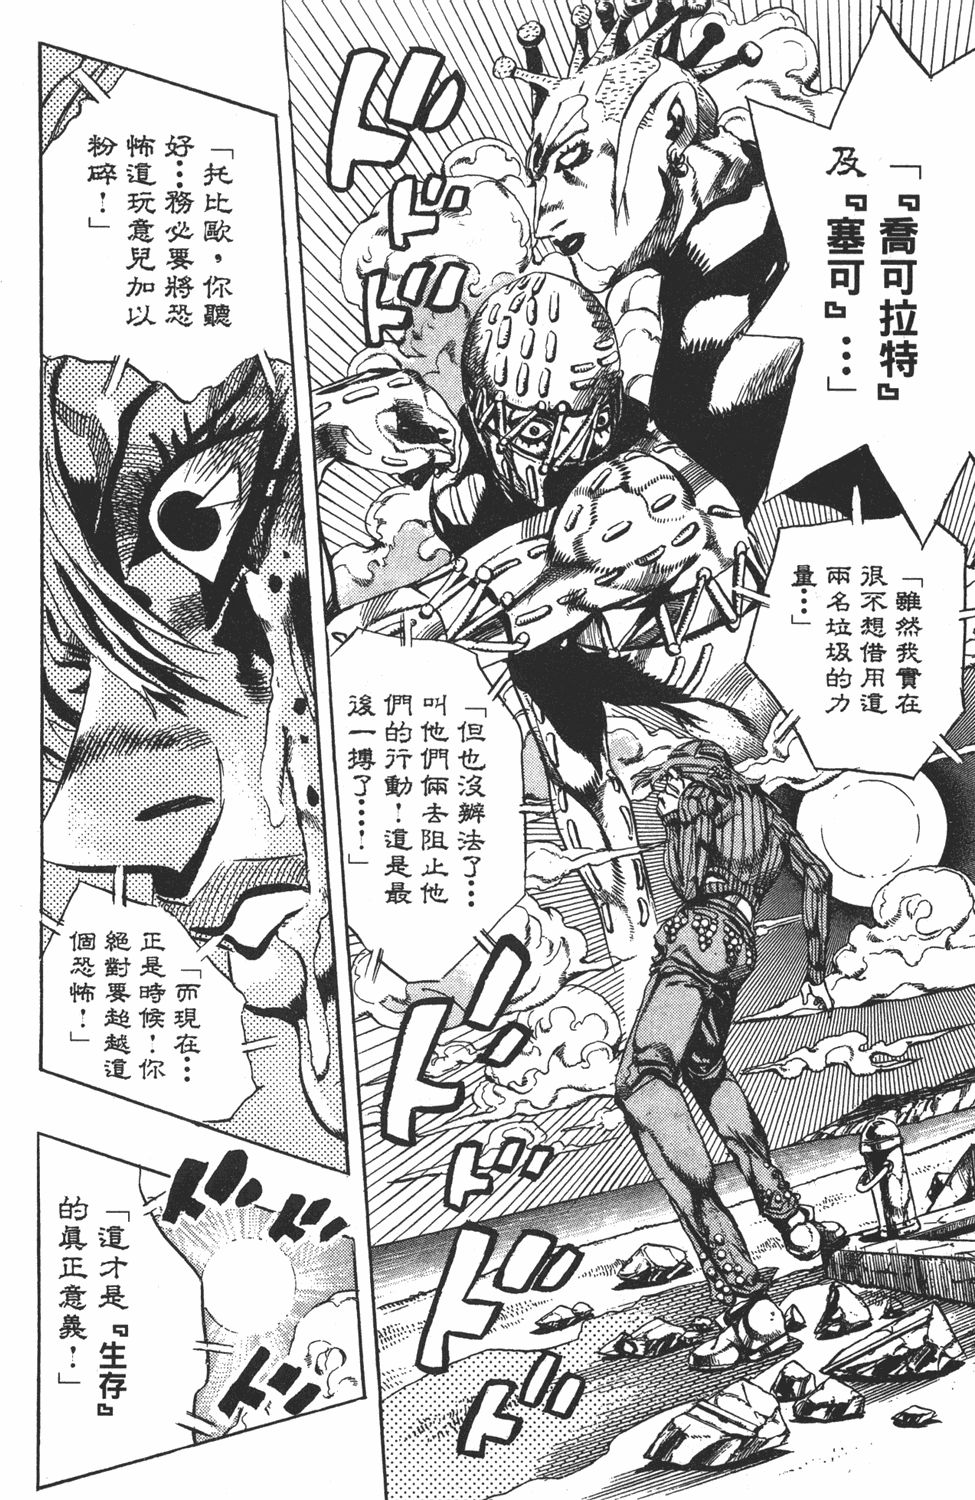 「『喬可拉特』
及『塞可』…」
「雖然我實在
很不想借用這
兩名垃圾的力
量…」
「但也沒辦法了…
叫他們倆去阻止他
們的行動！這是最
後一搏了…！」
「托比歐，你聽
好…務必要將恐
怖這玩意兒加以
粉碎！」
「而現在…
正是時候！你
絕對要超越這
個恐怖！」
「這才是『生存』
的真正意義！」
ドド
ド
ド
ドド
ド
ド
ドドド
ドド